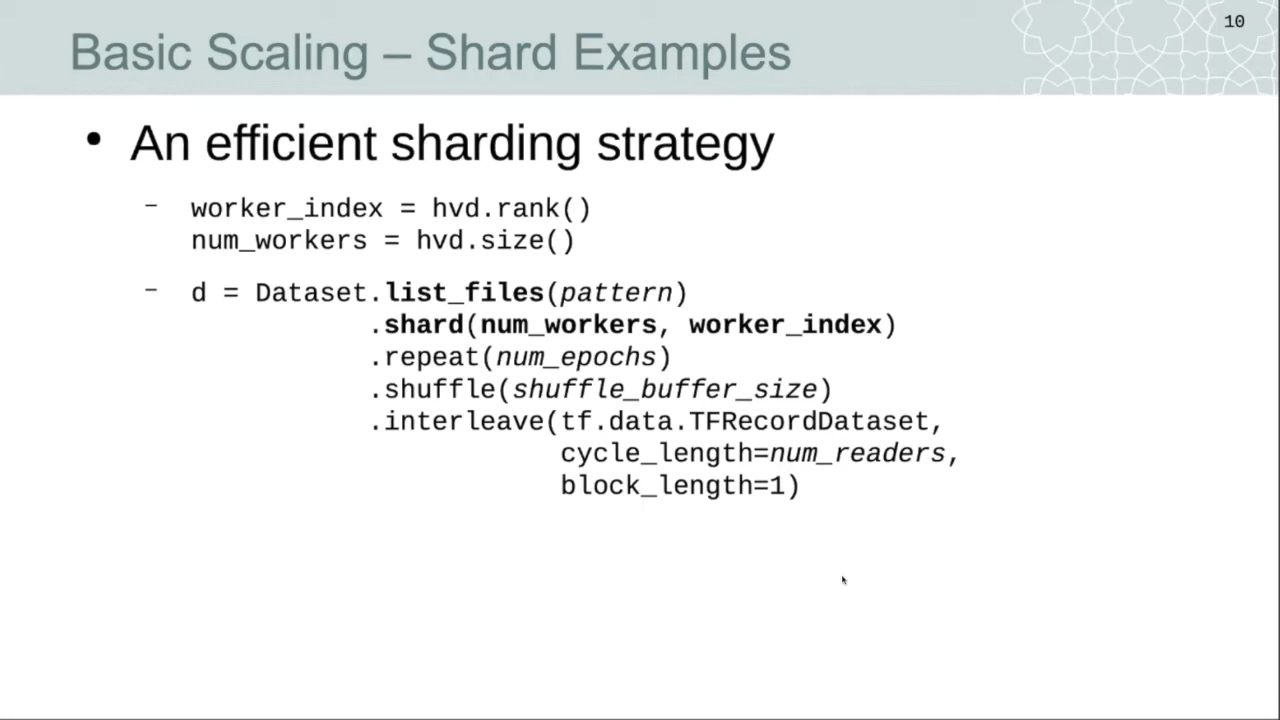 10
Basic Scaling – Shard Examples
• An efficient sharding strategy
– worker_index = hvd.rank()
num_workers = hvd.size()
– d = Dataset.list_files(pattern)
.shard(num_workers, worker_index)
.repeat(num_epochs)
.shuffle(shuffle_buffer_size)
.interleave(tf.data.TFRecordDataset,
cycle_length=num_readers,
block_length=1)